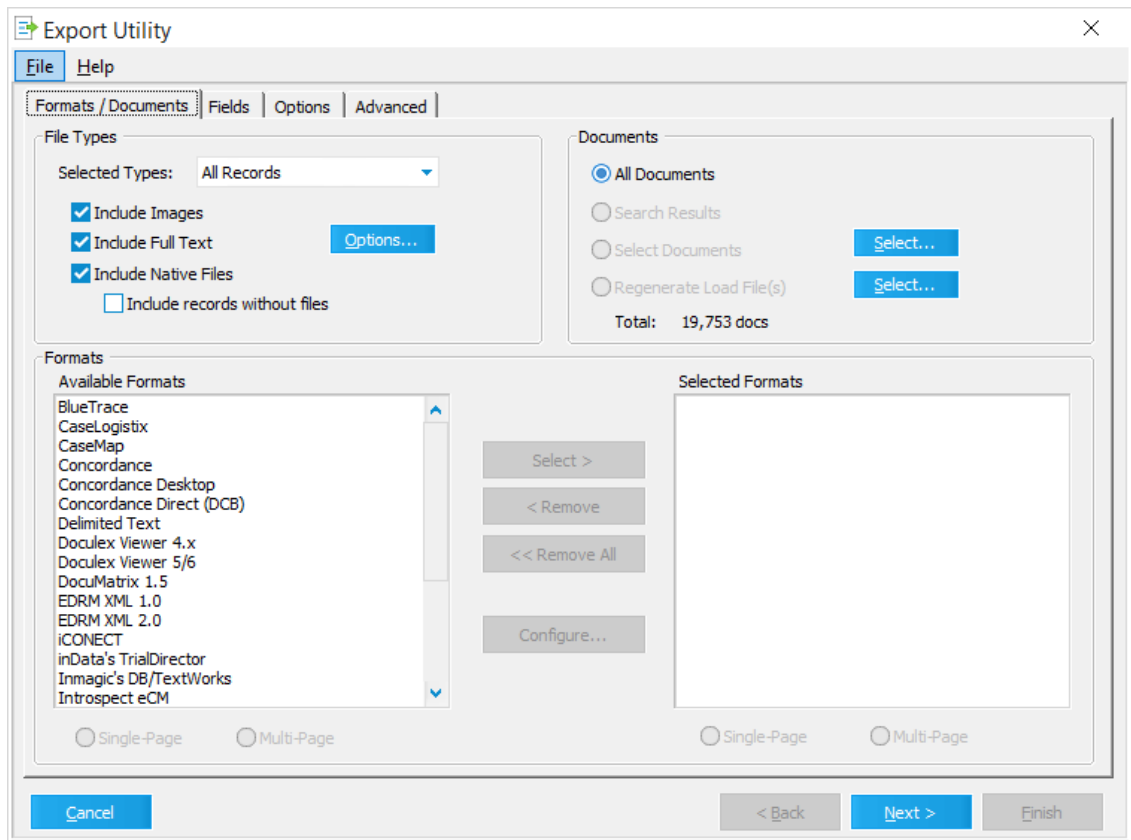 Export Utility
File Help
Formats / Documents Fields Options Advanced
File Types
Selected Types: All Records
Include Images
Include Full Text Options...
Include Native Files
Include records without files
Documents
All Documents
Search Results
Select Documents Select...
Regenerate Load File(s) Select...
Total: 19,753 docs
Formats
Available Formats
BlueTrace
CaseLogistix
CaseMap
Concordance
Concordance Desktop
Concordance Direct (DCB)
Delimited Text
Doculex Viewer 4.x
Doculex Viewer 5/6
DocuMatrix 1.5
EDRM XML 1.0
EDRM XML 2.0
iCONECT
inData's TrialDirector
Inmagic's DB/TextWorks
Introspect eCM
Single-Page Multi-Page
Select >
< Remove
<< Remove All
Configure...
Selected Formats
Single-Page Multi-Page
Cancel < Back Next > Finish